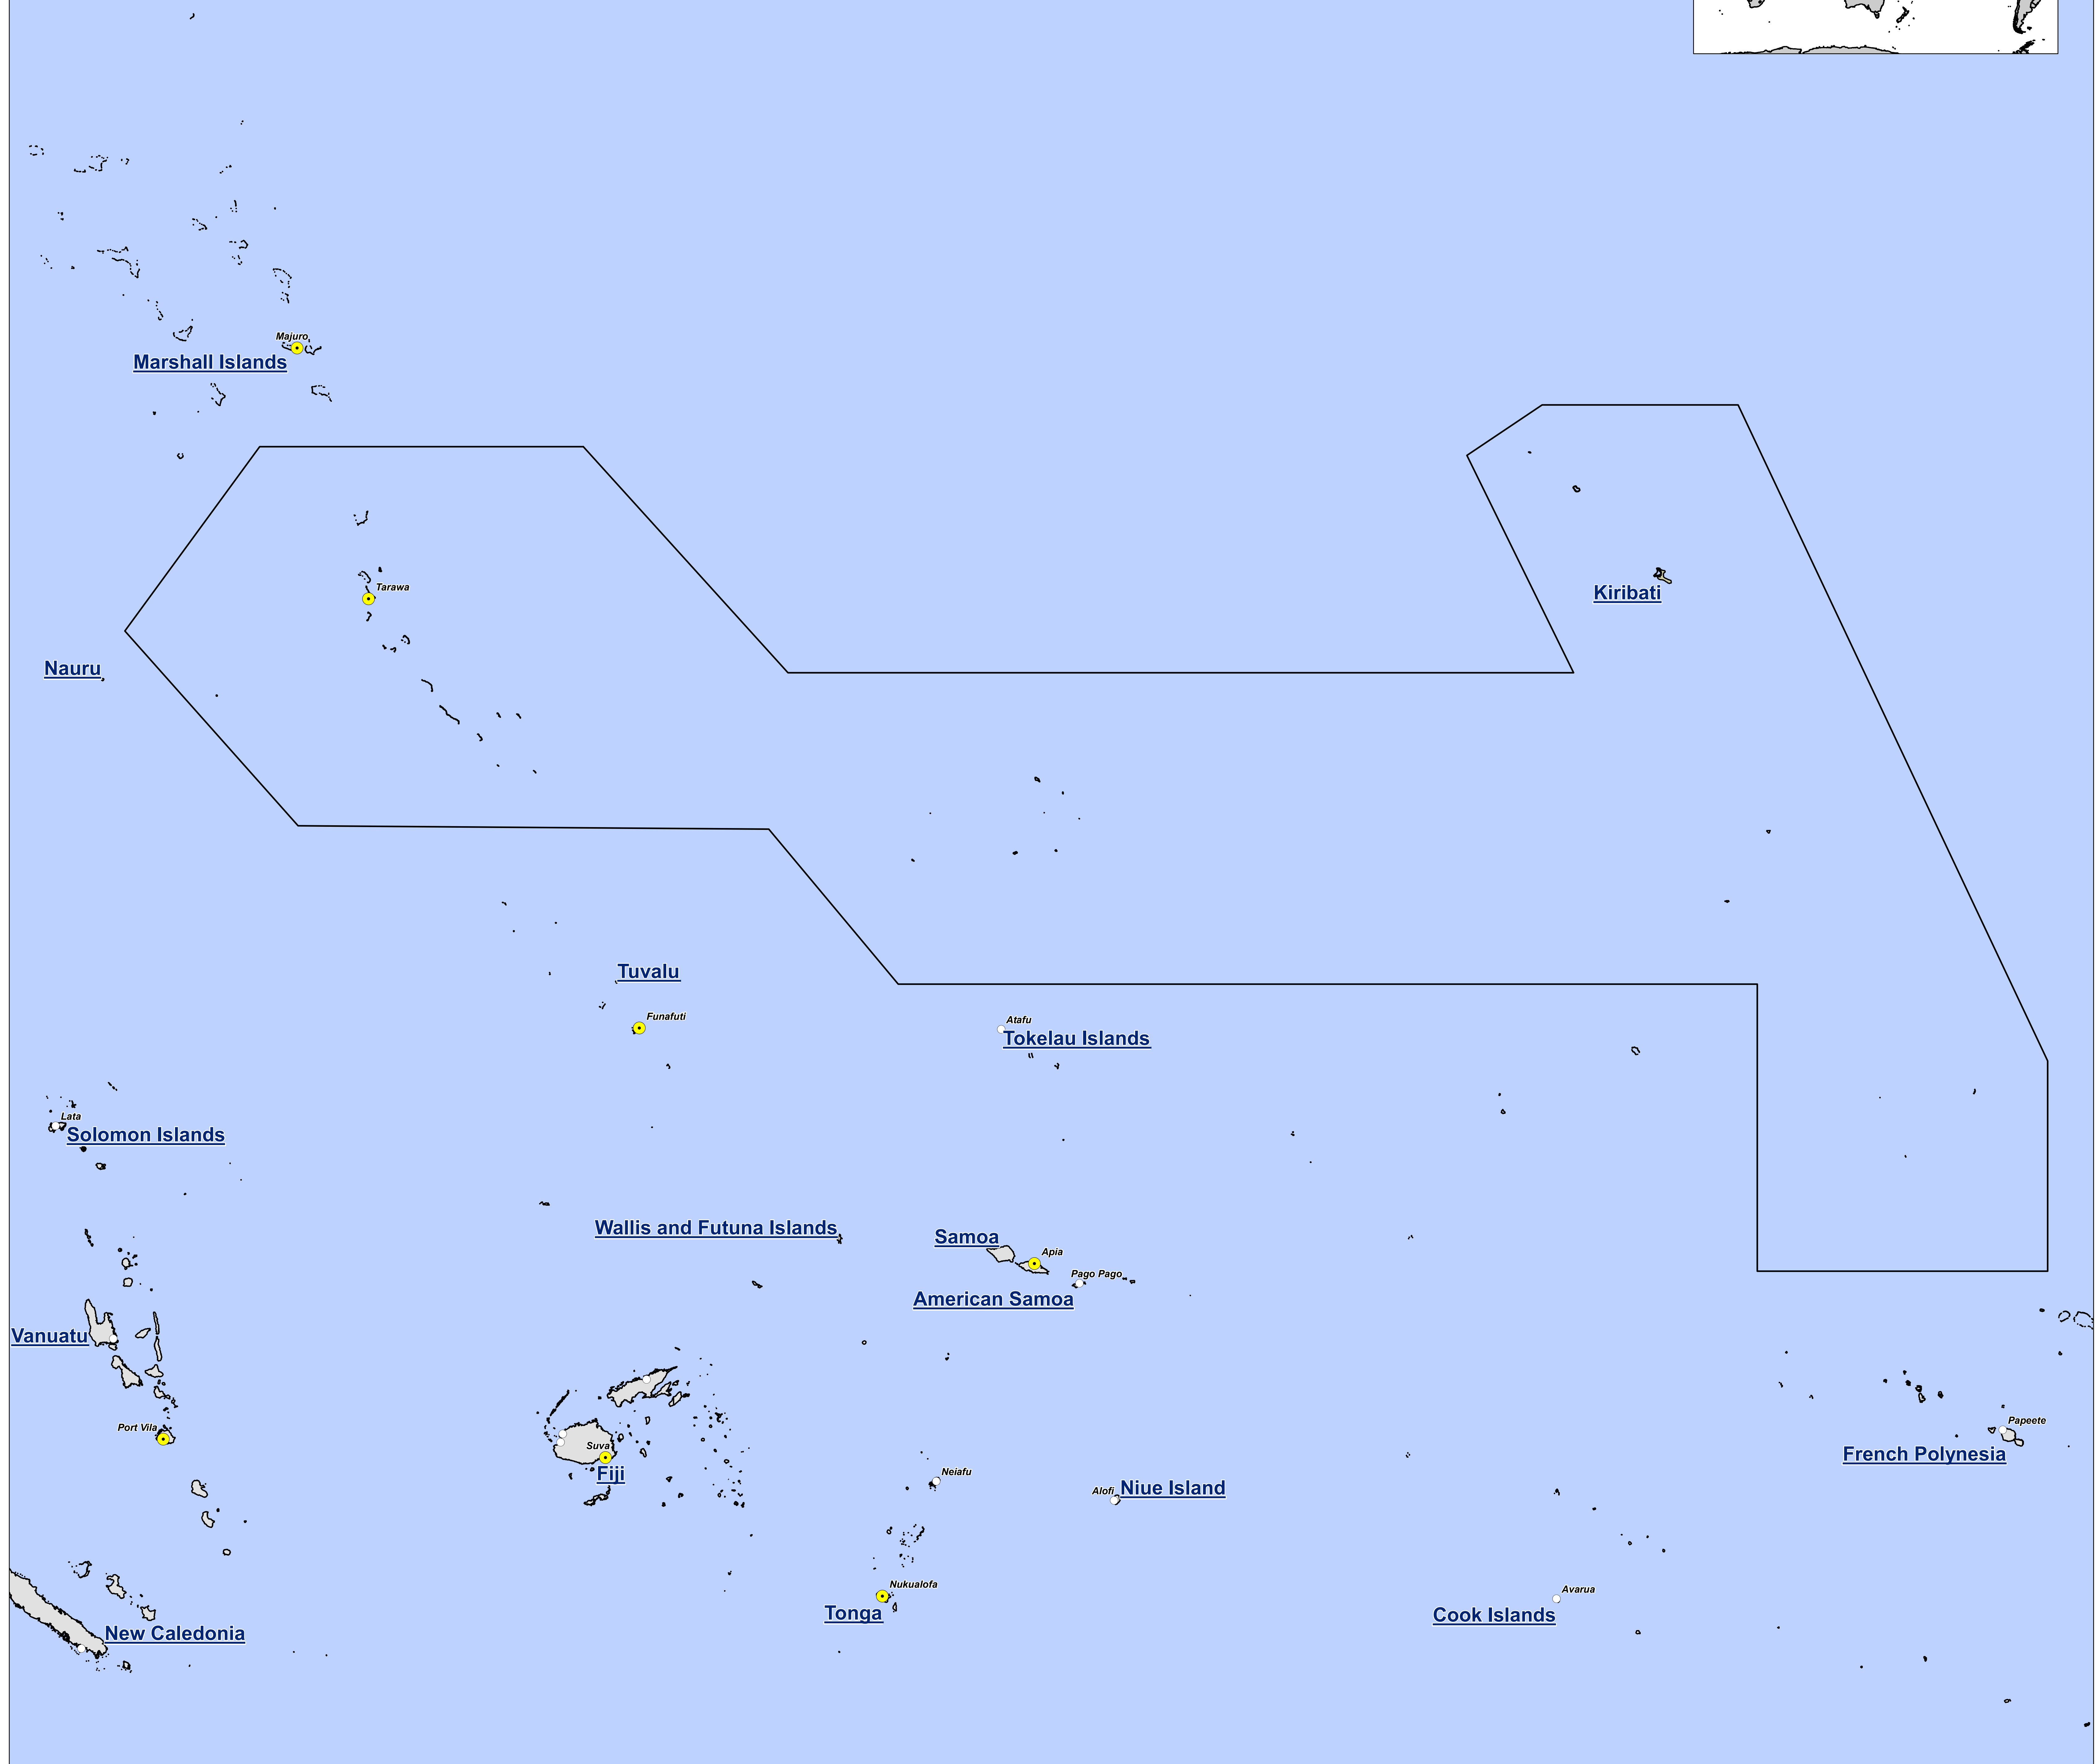 Majuro
Marshall Islands
Tarawa
Kiribati
Nauru
Tuvalu
Funafuti
Atafu
Tokelau Islands
Lata
Solomon Islands
Wallis and Futuna Islands
Samoa
Apia
Pago Pago
American Samoa
Vanuatu
Port Vila
Suva
Fiji
Papeete
French Polynesia
Neiafu
Alofi
Niue Island
Nukualofa
Tonga
Avarua
Cook Islands
New Caledonia